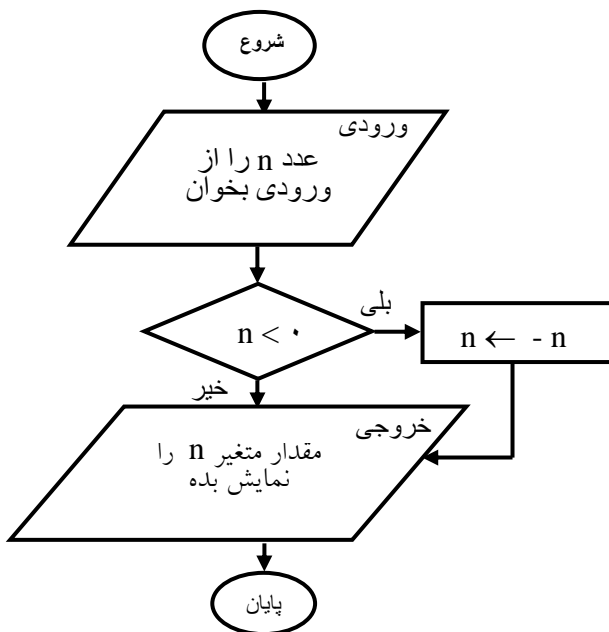 شروع
ورودی
عدد n را از
ورودی بخوان
بلی
n < ۰
n ← - n
خیر
خروجی
مقدار متغیر n را
نمایش بده
پایان